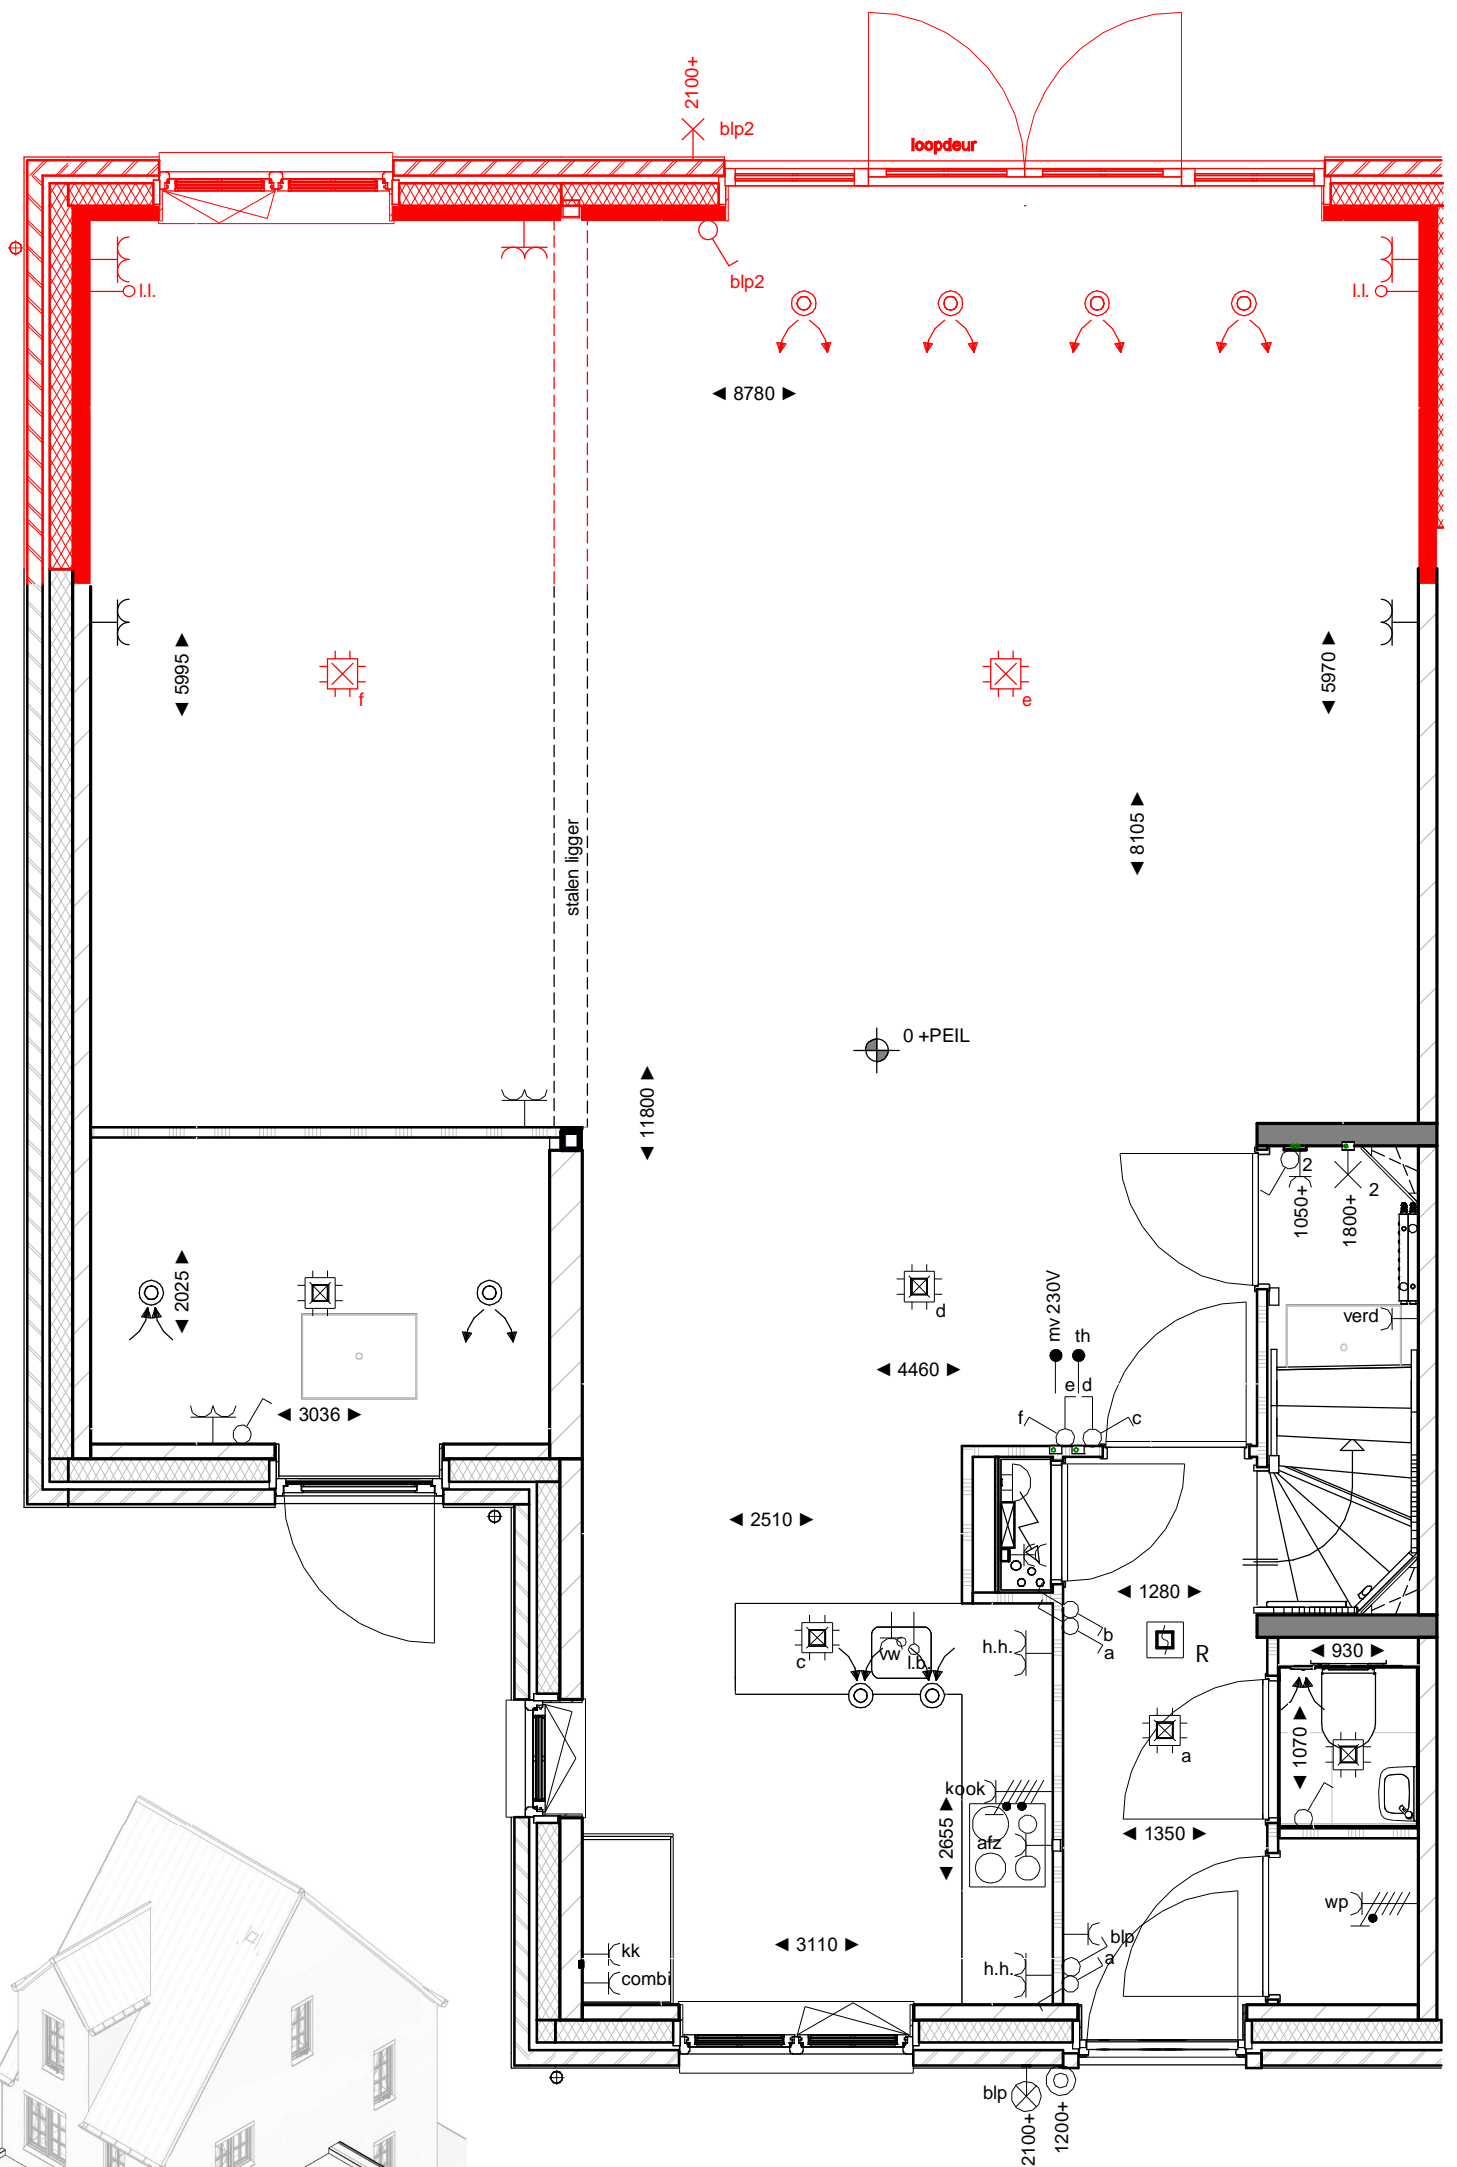 2100+
blp2
loopdeur
blp2
l.l.
l.l.
8780
5995
5970
f
e
8105
stalen ligger
0 +PEIL
11800
2
1050+
1800+
2
2025
d
mv 230V
th
verd
4460
e d
3036
f
c
2510
1280
b
a
h.h.
vw
l.b.
c
R
930
1070
a
kook
afz
2655
1350
wp
kk
combi
3110
h.h.
blp
a
blp
2100+
1200+